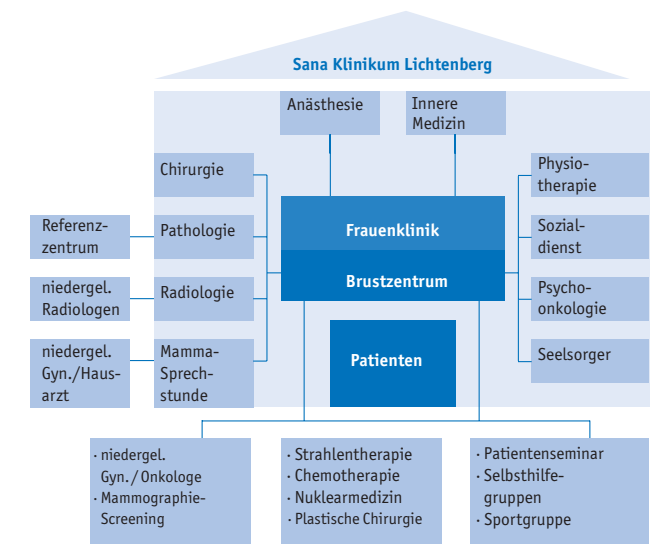 Sana Klinikum Lichtenberg
Anästhesie
Innere
Medizin
Chirurgie
Physio-
therapie
Referenz-
zentrum
Pathologie
Frauenklinik
Sozial-
dienst
niedergel.
Radiologen
Radiologie
Brustzentrum
Psycho-
onkologie
niedergel.
Gyn./Haus-
arzt
Mamma-
Sprech-
stunde
Patienten
Seelsorger
· niedergel.
Gyn./Onkologe
· Mammographie-
Screening
· Strahlentherapie
· Chemotherapie
· Nuklearmedizin
· Plastische Chirurgie
· Patientenseminar
· Selbsthilfe-
gruppen
· Sportgruppe